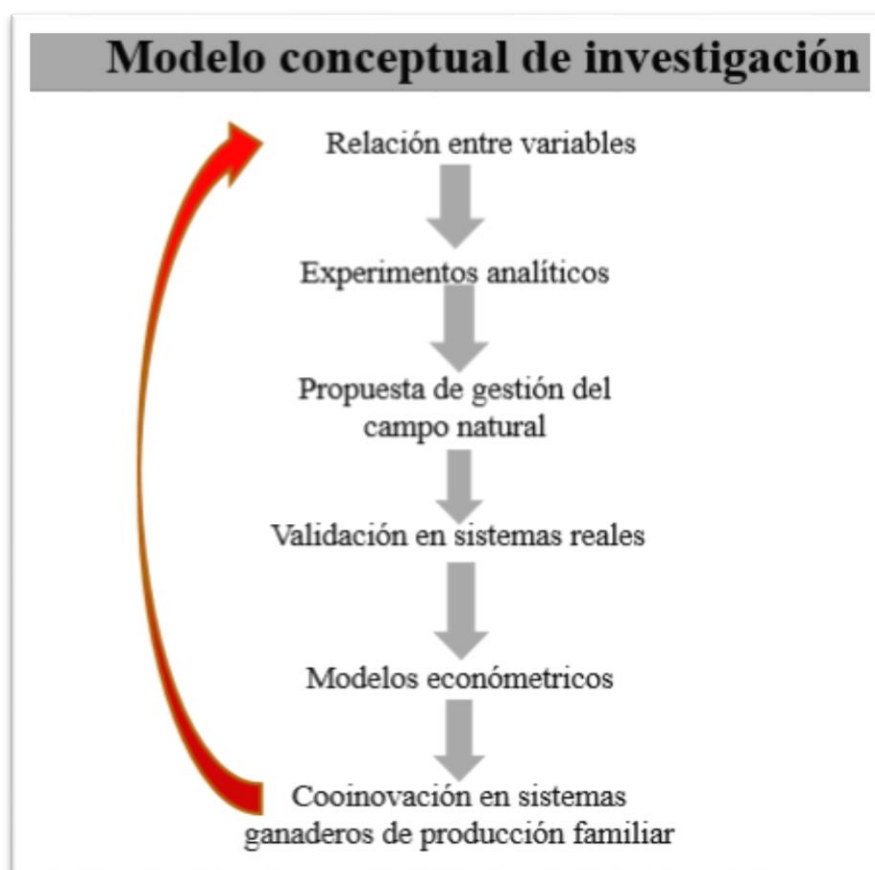 Modelo conceptual de investigación
Relación entre variables
Experimentos analíticos
Propuesta de gestión del
campo natural
Validación en sistemas reales
Modelos económetricos
Cooinovación en sistemas
ganaderos de producción familiar